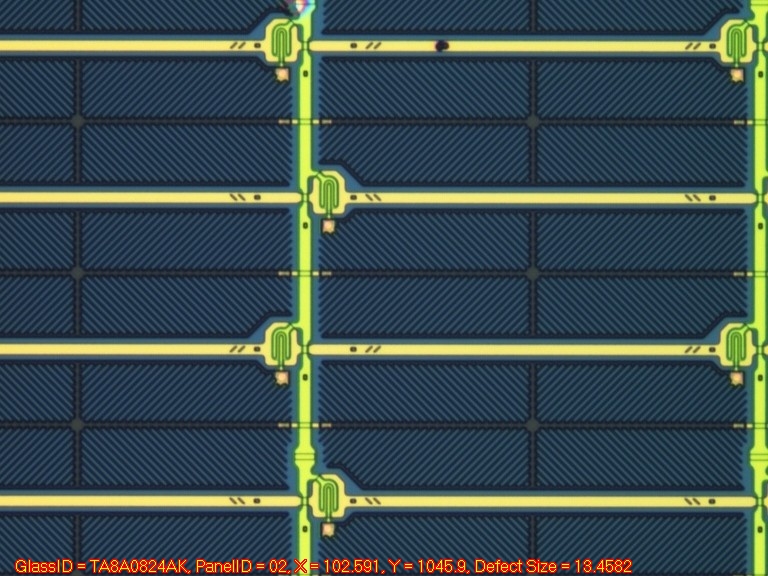 GlassID = TA8A0824AK, PanelID = 02, X = 102.591, Y = 1045.9, Defect Size = 13.4582